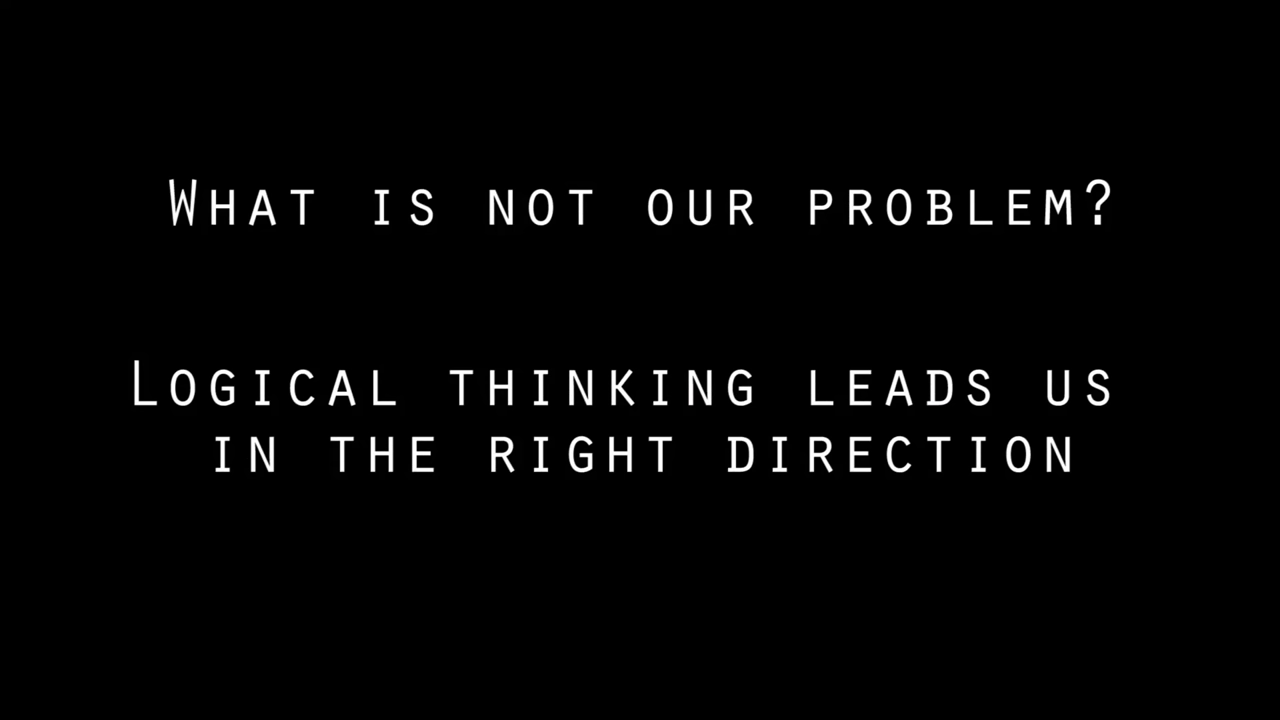 What is not our problem?
Logical thinking leads us
in the right direction